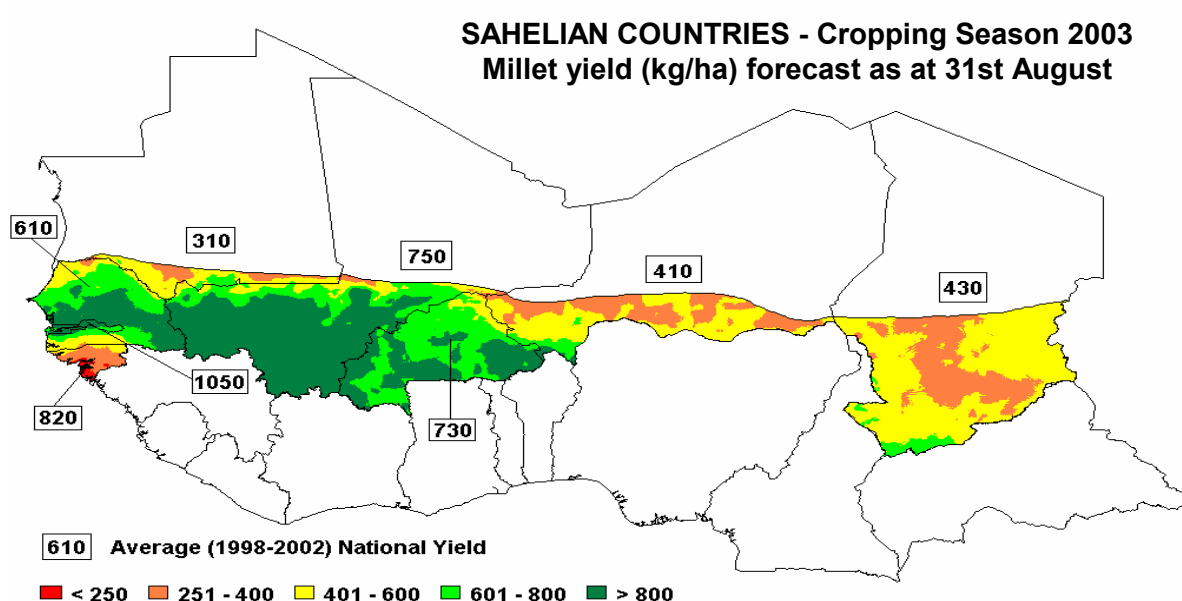 SAHELIAN COUNTRIES - Cropping Season 2003
Millet yield (kg/ha) forecast as at 31st August
610
310
750
410
430
1050
820
730
610 Average (1998-2002) National Yield
< 250 251 - 400 401 - 600 601 - 800 > 800